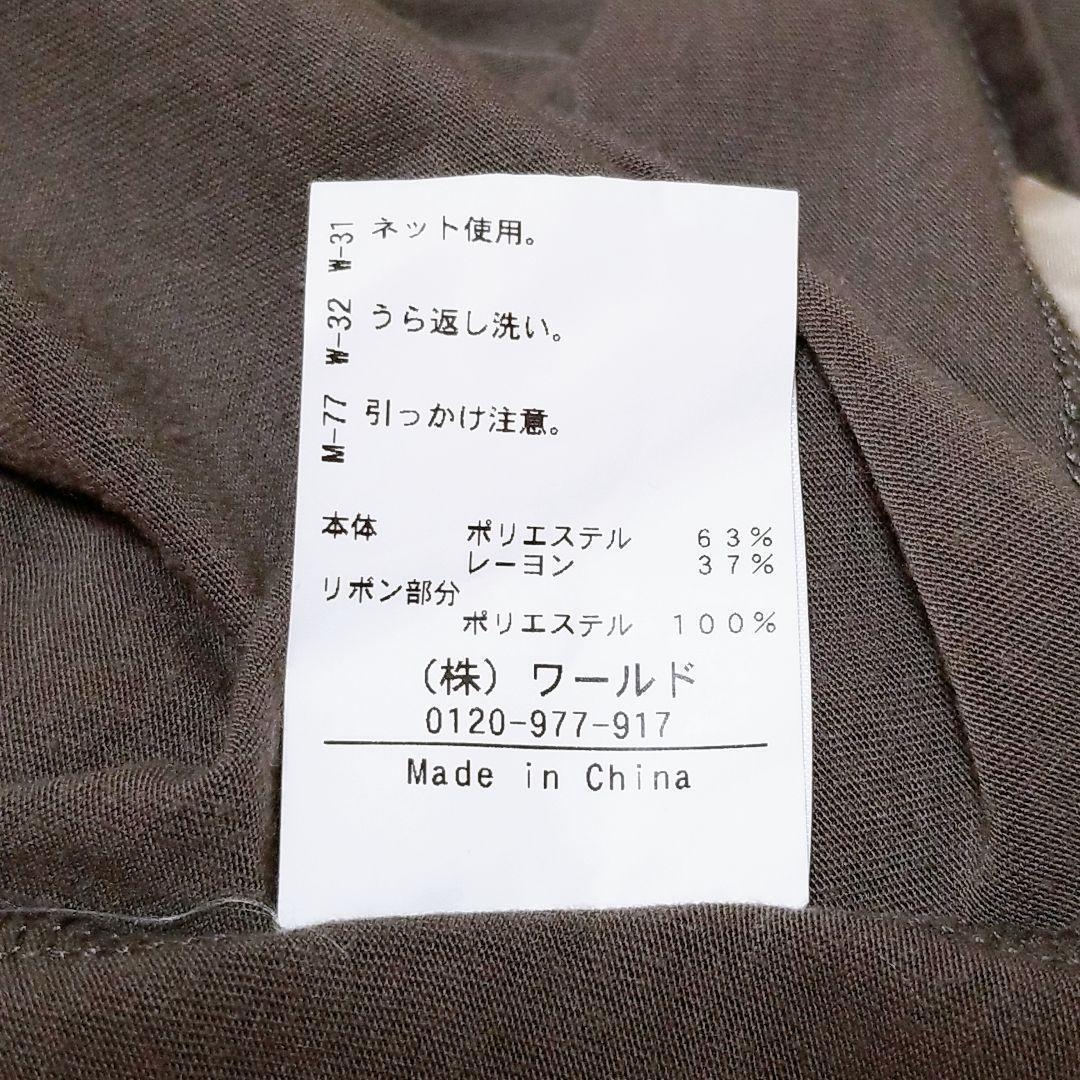 W-31 ネット使用。
W-32 うら返し洗い。
M-77 引っかけ注意。
本体 ポリエステル 63%
レーヨン 37%
リボン部分
ポリエステル 100%
(株)ワールド
0120-977-917
Made in China